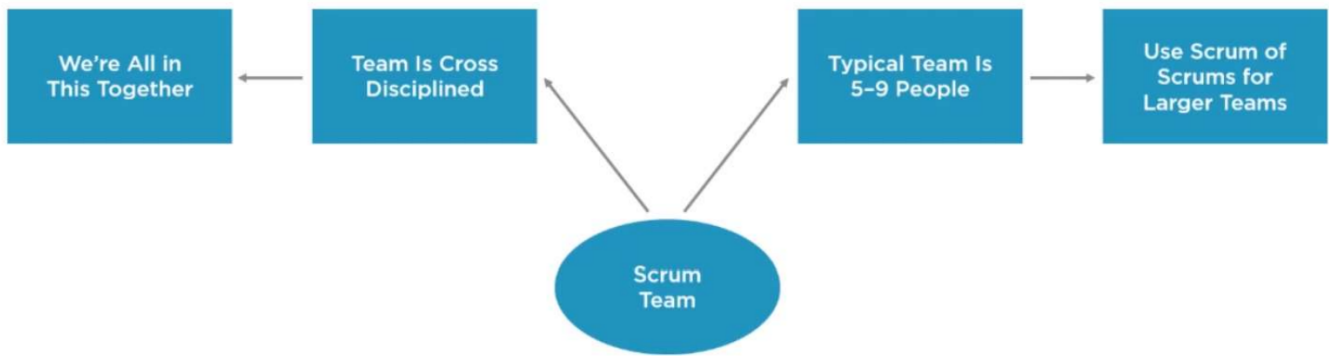 We're All in
This Together
Team Is Cross
Disciplined
Typical Team Is
5–9 People
Use Scrum of
Scrums for
Larger Teams
Scrum
Team